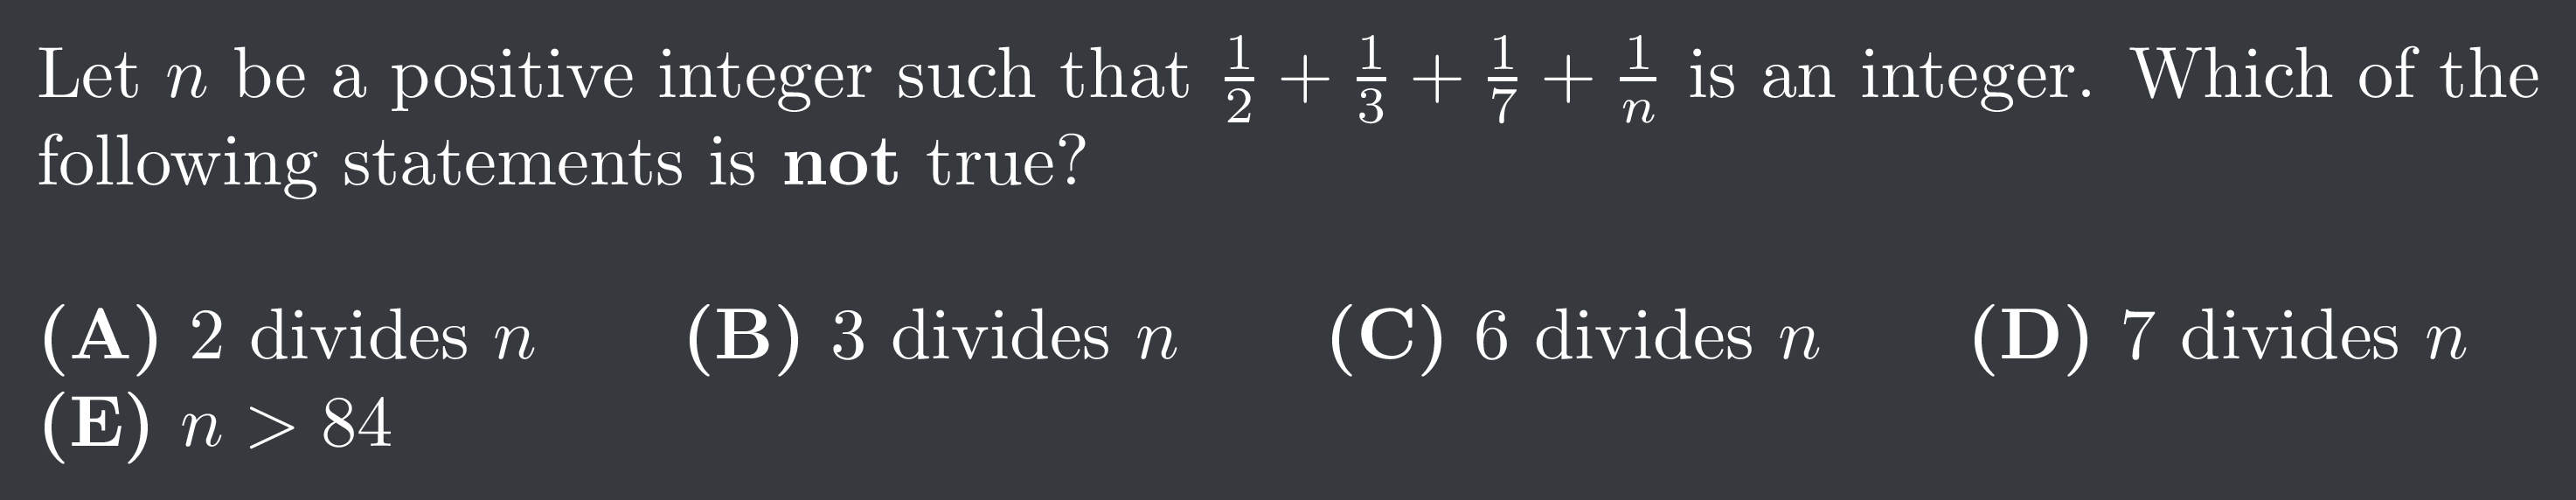 Let n be a positive integer such that 1/2 + 1/3 + 1/7 + 1/n is an integer. Which of the
following statements is not true?
(A) 2 divides n (B) 3 divides n (C) 6 divides n (D) 7 divides n
(E) n > 84